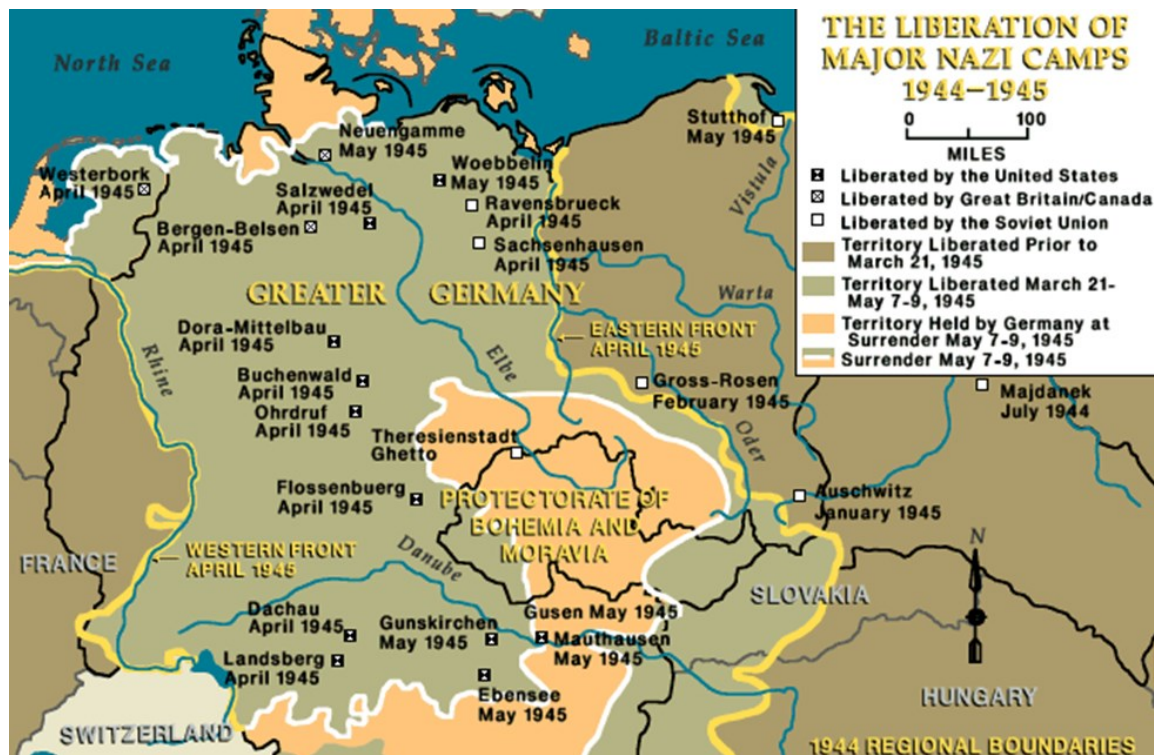 North Sea
Baltic Sea
THE LIBERATION OF
MAJOR NAZI CAMPS
1944–1945
0 100
MILES
Liberated by the United States
Liberated by Great Britain/Canada
Liberated by the Soviet Union
Territory Liberated Prior to
March 21, 1945
Territory Liberated March 21-
May 7-9, 1945
Territory Held by Germany at
Surrender May 7-9, 1945
Surrender May 7-9, 1945
Stutthof
May 1945
Neuengamme
May 1945
Woebbelin
May 1945
Westerbork
April 1945
Salzwedel
April 1945
Ravensbrueck
April 1945
Bergen-Belsen
April 1945
Sachsenhausen
April 1945
Vistula
GREATER GERMANY
Warta
Dora-Mittelbau
April 1945
EASTERN FRONT
APRIL 1945
Rhine
Elbe
Buchenwald
April 1945
Gross-Rosen
February 1945
Majdanek
July 1944
Ohrdruf
April 1945
Oder
Theresienstadt
Ghetto
Flossenbuerg
April 1945
PROTECTORATE OF
BOHEMIA AND
MORAVIA
Auschwitz
January 1945
FRANCE
WESTERN FRONT
APRIL 1945
Danube
N
SLOVAKIA
Dachau
April 1945
Gunskirchen
May 1945
Gusen May 1945
Mauthausen
May 1945
Landsberg
April 1945
Ebensee
May 1945
HUNGARY
SWITZERLAND
1944 REGIONAL BOUNDARIES